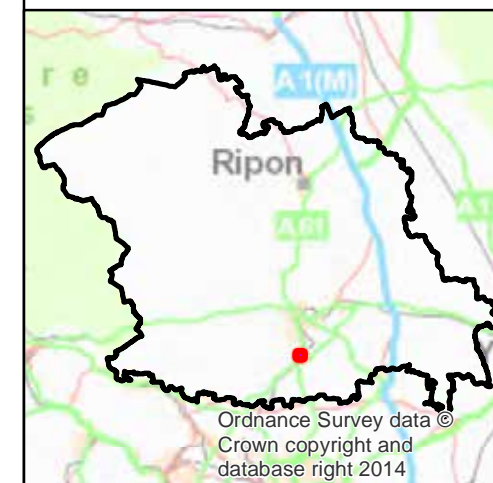 r e
A1(M)
Ripon
A61
A1
Ordnance Survey data ©
Crown copyright and
database right 2014